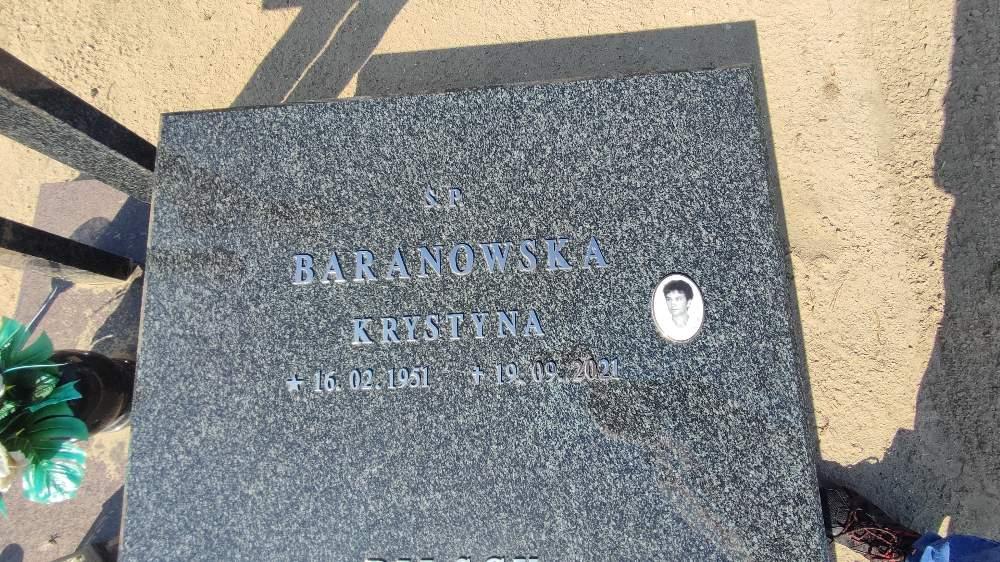 Ś. P.
BARANOWSKA
KRYSTYNA
★ 16. 02. 1951 ✝ 19. 09. 2021